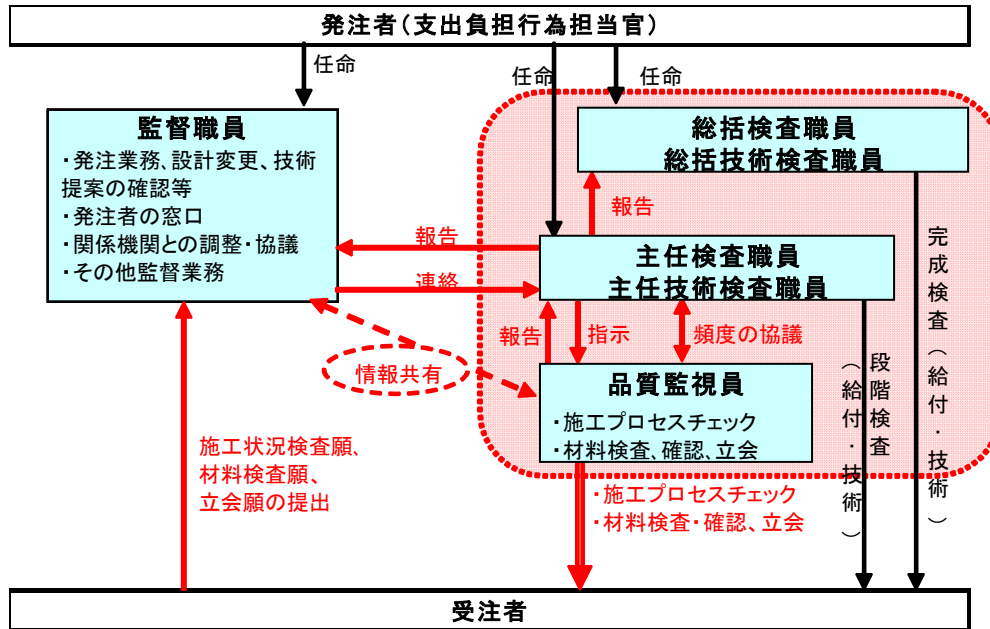 発注者（支出負担行為担当官）
任命
任命
任命
監督職員
・発注業務、設計変更、技術
提案の確認等
・発注者の窓口
・関係機関との調整・協議
・その他監督業務
総括検査職員
総括技術検査職員
報告
報告
連絡
主任検査職員
主任技術検査職員
完成検査（給付・技術）
報告
指示
頻度の協議
情報共有
品質監視員
・施工プロセスチェック
・材料検査、確認、立会
段階検査
（給付・技術）
施工状況検査願、
材料検査願、
立会願の提出
・施工プロセスチェック
・材料検査・確認、立会
受注者